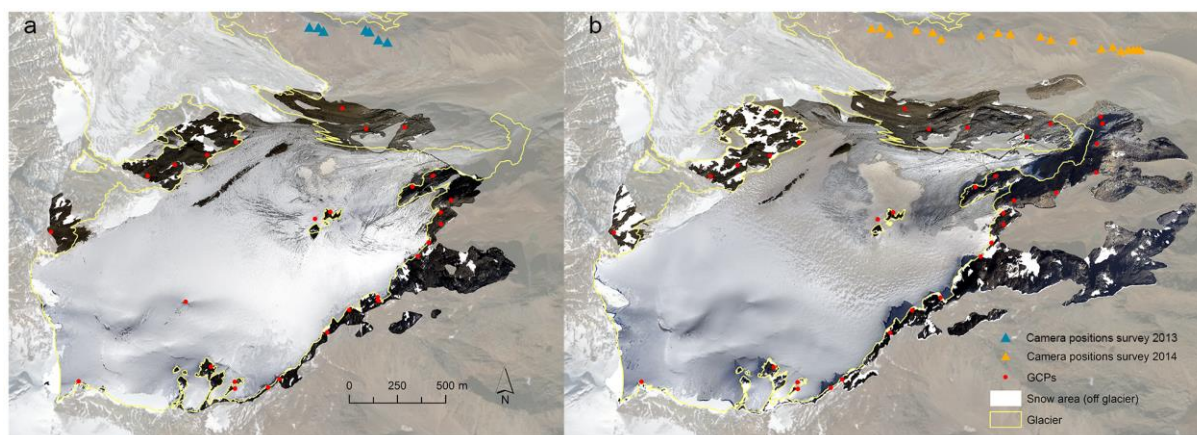 a
b
0 250 500 m
N
Camera positions survey 2013
Camera positions survey 2014
GCPs
Snow area (off glacier)
Glacier